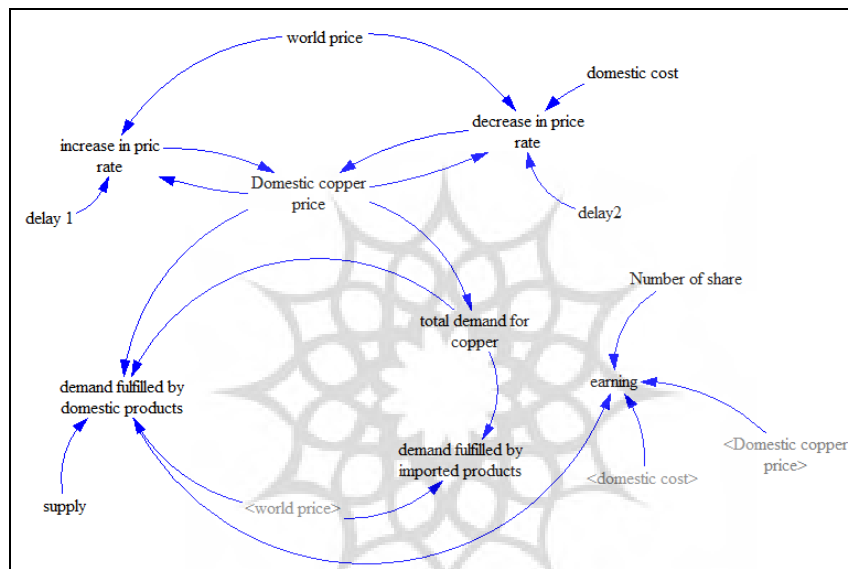 world price
domestic cost
decrease in price
rate
increase in pric
rate
Domestic copper
price
delay 1
delay2
Number of share
total demand for
copper
earning
demand fulfilled by
domestic products
demand fulfilled by
imported products
<Domestic copper
price>
<domestic cost>
supply
<world price>